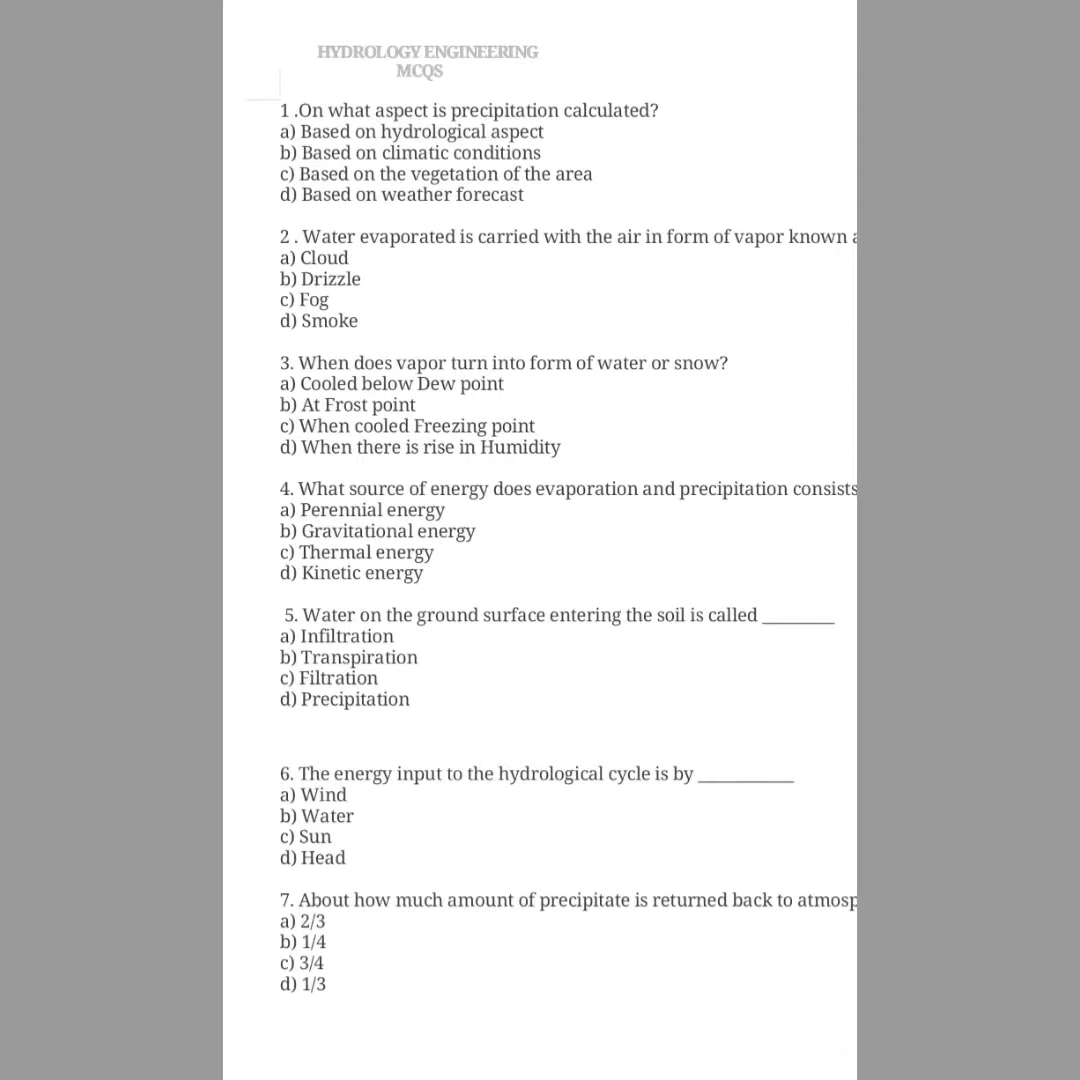 HYDROLOGY ENGINEERING
MCQS
1 .On what aspect is precipitation calculated?
a) Based on hydrological aspect
b) Based on climatic conditions
c) Based on the vegetation of the area
d) Based on weather forecast
2 . Water evaporated is carried with the air in form of vapor known
a) Cloud
b) Drizzle
c) Fog
d) Smoke
3. When does vapor turn into form of water or snow?
a) Cooled below Dew point
b) At Frost point
c) When cooled Freezing point
d) When there is rise in Humidity
4. What source of energy does evaporation and precipitation consists
a) Perennial energy
b) Gravitational energy
c) Thermal energy
d) Kinetic energy
5. Water on the ground surface entering the soil is called ________
a) Infiltration
b) Transpiration
c) Filtration
d) Precipitation
6. The energy input to the hydrological cycle is by ___________
a) Wind
b) Water
c) Sun
d) Head
7. About how much amount of precipitate is returned back to atmosp
a) 2/3
b) 1/4
c) 3/4
d) 1/3